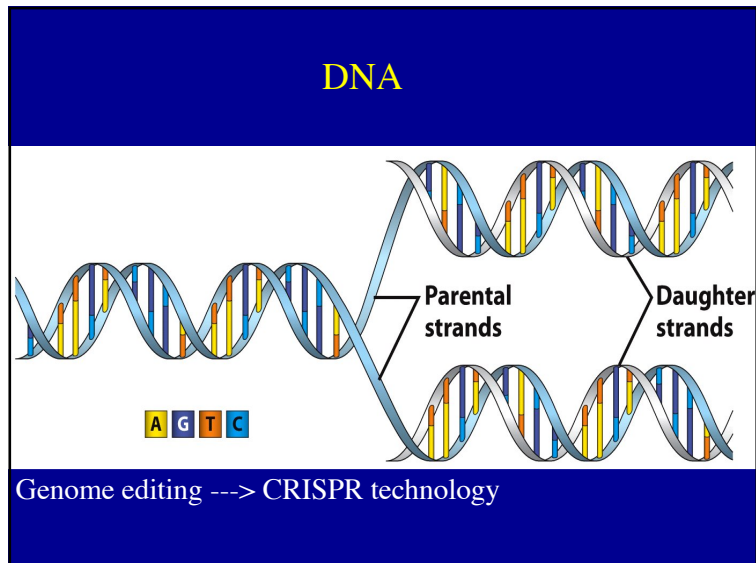 DNA
Parental
strands
Daughter
strands
A G T C
Genome editing ---> CRISPR technology